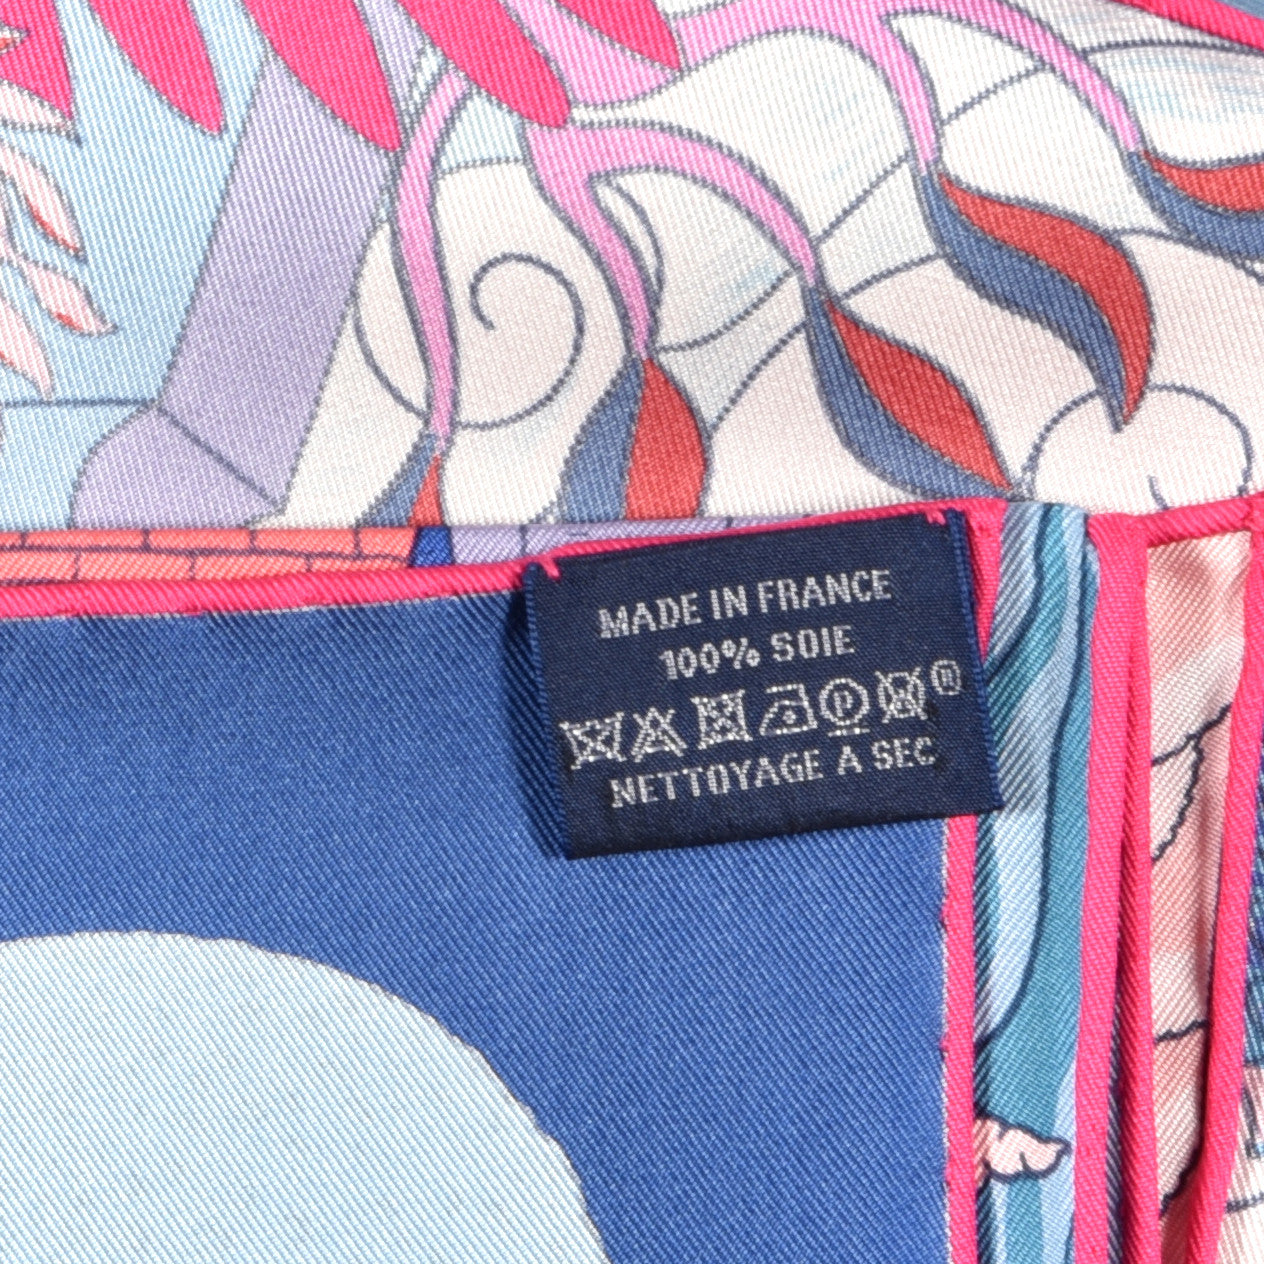 MADE IN FRANCE
100% SOIE
P ®
NETTOYAGE A SEC